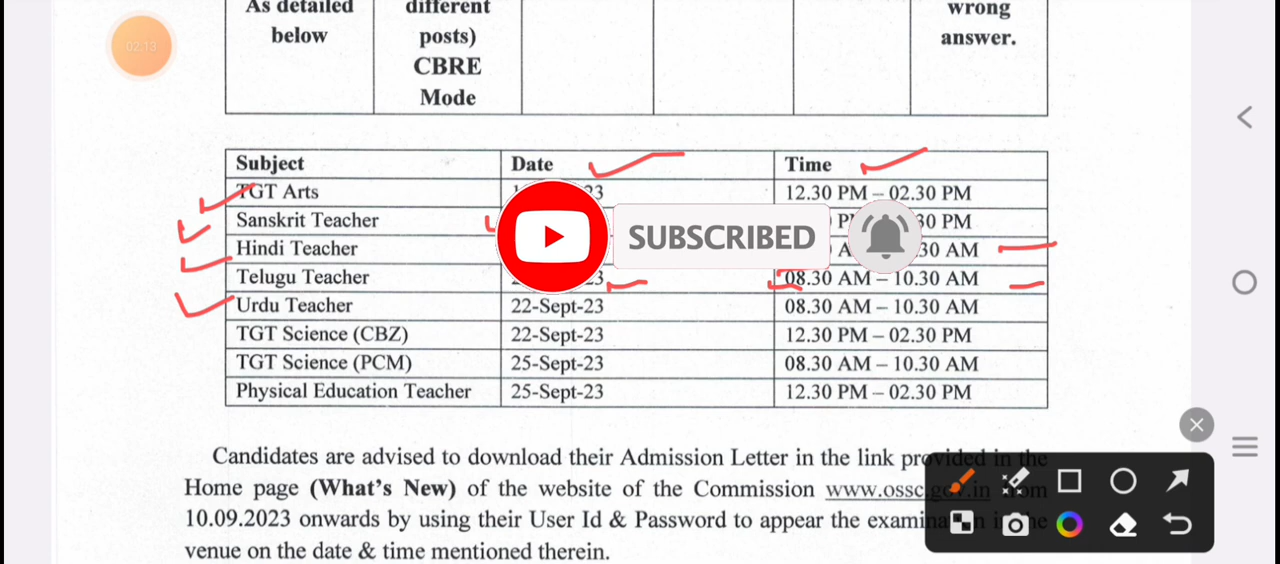 02.13
As detailed different wrong
below posts) answer.
CBRE
Mode
Subject Date Time
TGT Arts 12.30 PM – 02.30 PM
Sanskrit Teacher PM
Hindi Teacher
Telugu Teacher 08.30 AM – 10.30 AM
Urdu Teacher 22-Sept-23 08.30 AM – 10.30 AM
TGT Science (CBZ) 22-Sept-23 12.30 PM – 02.30 PM
TGT Science (PCM) 25-Sept-23 08.30 AM – 10.30 AM
Physical Education Teacher 25-Sept-23 12.30 PM – 02.30 PM
SUBSCRIBED
Candidates are advised to download their Admission Letter in the link provided in the
Home page (What's New) of the website of the Commission www.ossc.gov.in from
10.09.2023 onwards by using their User Id & Password to appear the examination in the
venue on the date & time mentioned therein.